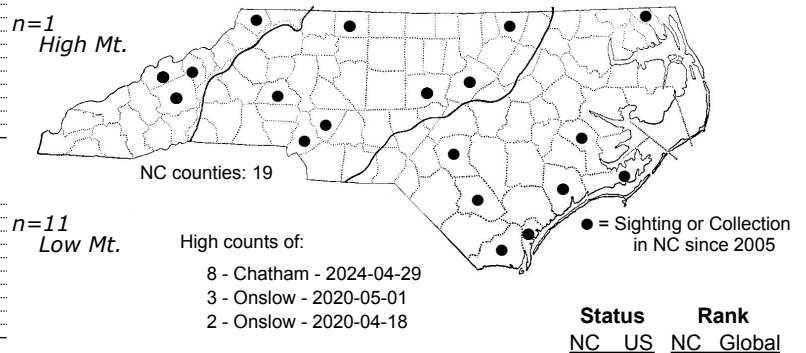 n=1
High Mt.
NC counties: 19
n=11
Low Mt.
High counts of:
8 - Chatham - 2024-04-29
3 - Onslow - 2020-05-01
2 - Onslow - 2020-04-18
= Sighting or Collection
in NC since 2005
Status Rank
NC US NC Global